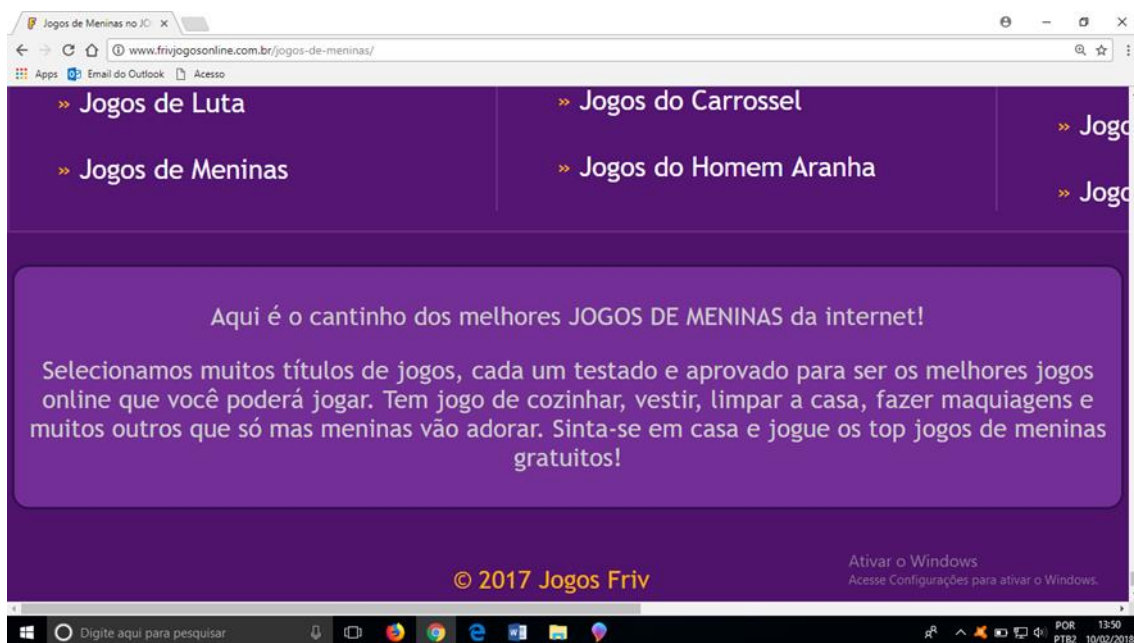 Jogos de Meninas no JO
www.frivjogosonline.com.br/jogos-de-meninas/
Apps Email do Outlook Acesso
» Jogos de Luta
» Jogos de Meninas
» Jogos do Carrossel
» Jogos do Homem Aranha
» Jogo
» Jogo
Aqui é o cantinho dos melhores JOGOS DE MENINAS da internet!
Selecionamos muitos títulos de jogos, cada um testado e aprovado para ser os melhores jogos
online que você poderá jogar. Tem jogo de cozinhar, vestir, limpar a casa, fazer maquiagens e
muitos outros que só mas meninas vão adorar. Sinta-se em casa e jogue os top jogos de meninas
gratuitos!
© 2017 Jogos Friv
Ativar o Windows
Acesse Configurações para ativar o Windows.
Digite aqui para pesquisar
POR 13:50
PTB2 10/02/2018